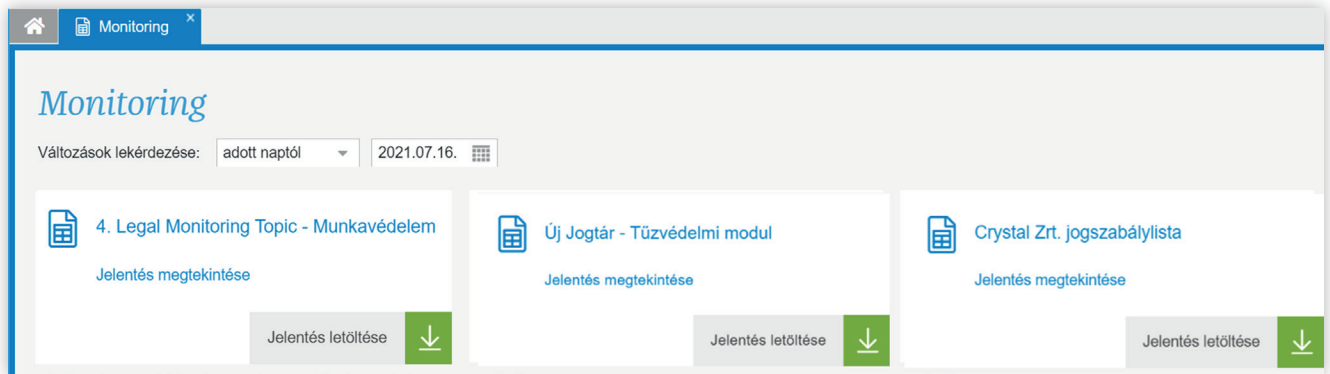 Monitoring ×
Monitoring
Változások lekérdezése: adott naptól 2021.07.16.
4. Legal Monitoring Topic - Munkavédelem
Jelentés megtekintése
Jelentés letöltése
Új Jogtár - Tűzvédelmi modul
Jelentés megtekintése
Jelentés letöltése
Crystal Zrt. jogszabálylista
Jelentés megtekintése
Jelentés letöltése